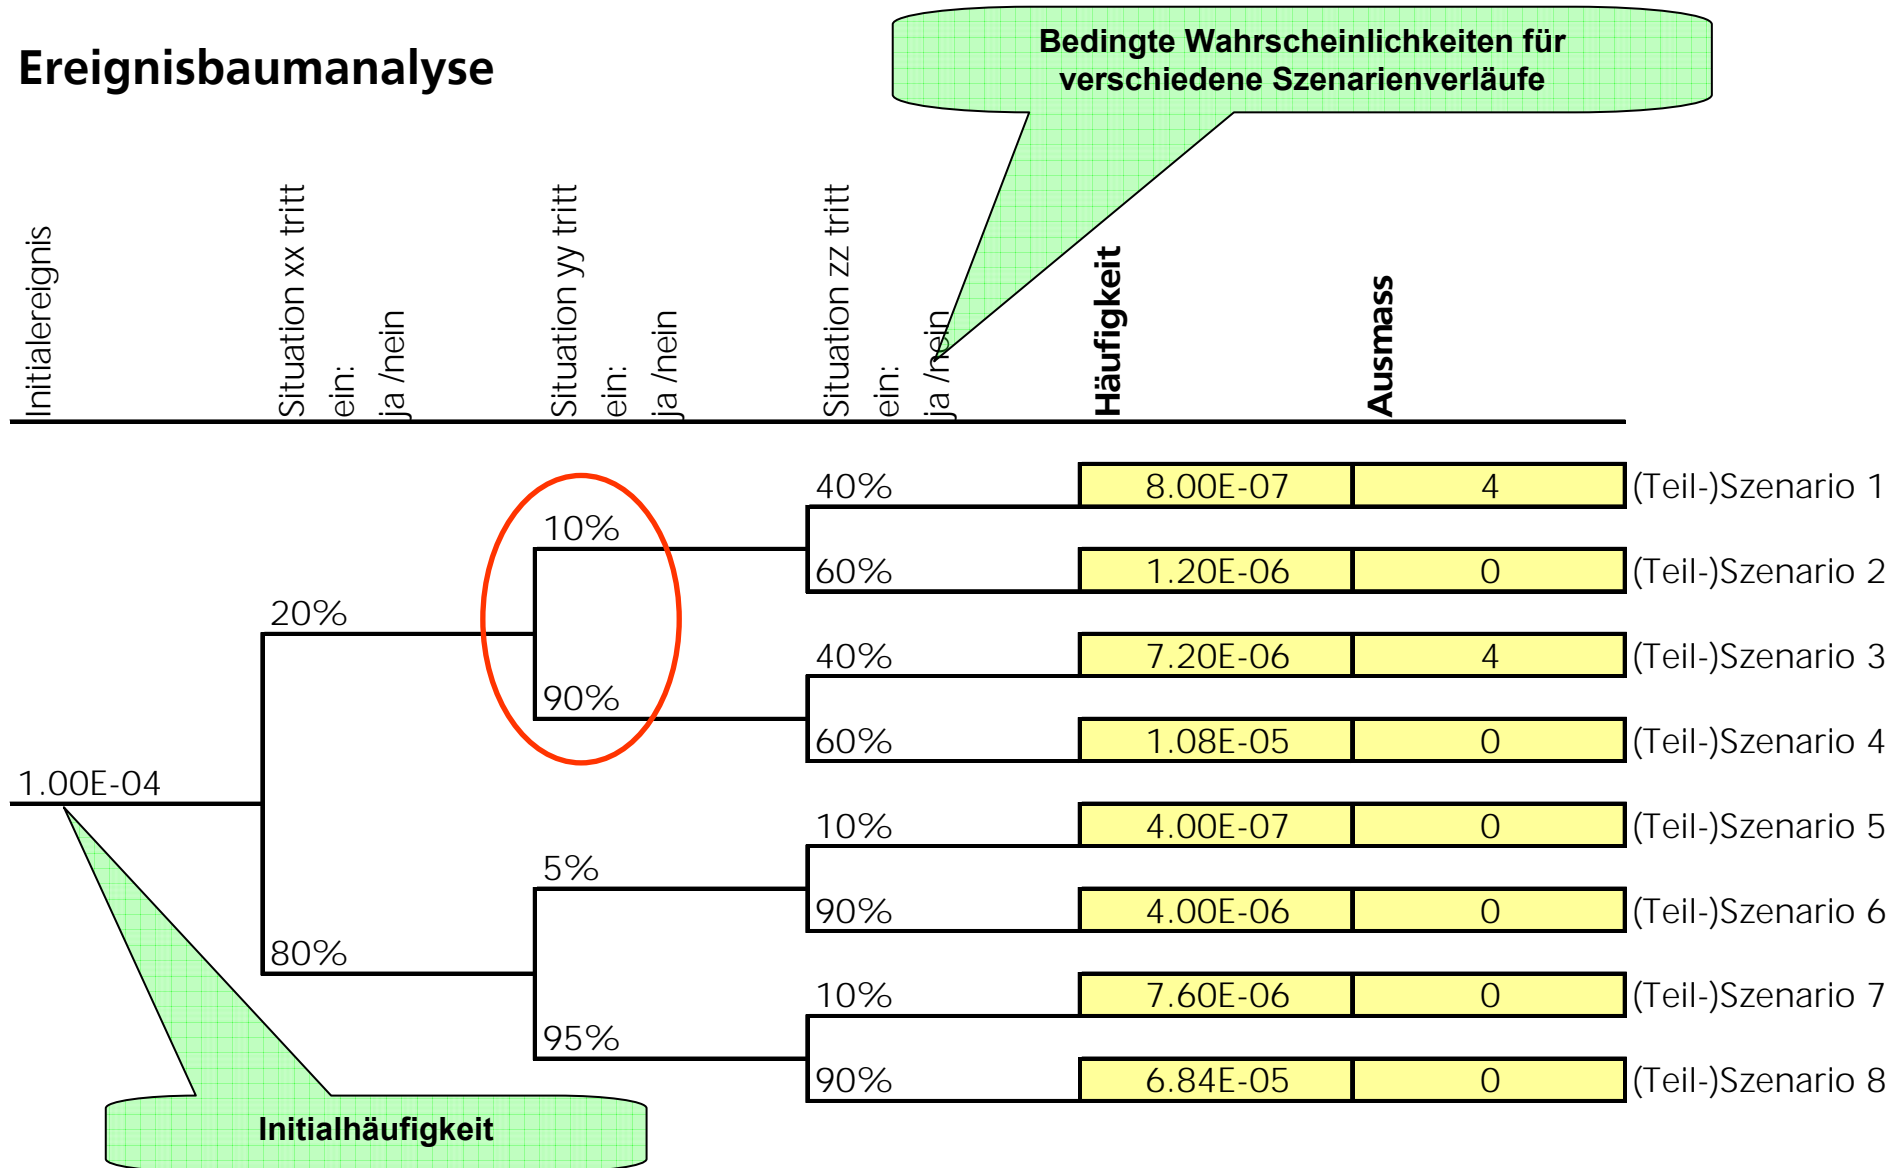 Ereignisbaumanalyse
Bedingte Wahrscheinlichkeiten für
verschiedene Szenarienverläufe
Initialereignis
Situation xx tritt
ein:
ja /nein
Situation yy tritt
ein:
ja /nein
Situation zz tritt
ein:
ja /nein
Häufigkeit
Ausmass
40% 8.00E-07 4 (Teil-)Szenario 1
10%
60% 1.20E-06 0 (Teil-)Szenario 2
20%
40% 7.20E-06 4 (Teil-)Szenario 3
90%
60% 1.08E-05 0 (Teil-)Szenario 4
1.00E-04
10% 4.00E-07 0 (Teil-)Szenario 5
5%
90% 4.00E-06 0 (Teil-)Szenario 6
80%
10% 7.60E-06 0 (Teil-)Szenario 7
95%
90% 6.84E-05 0 (Teil-)Szenario 8
Initialhäufigkeit